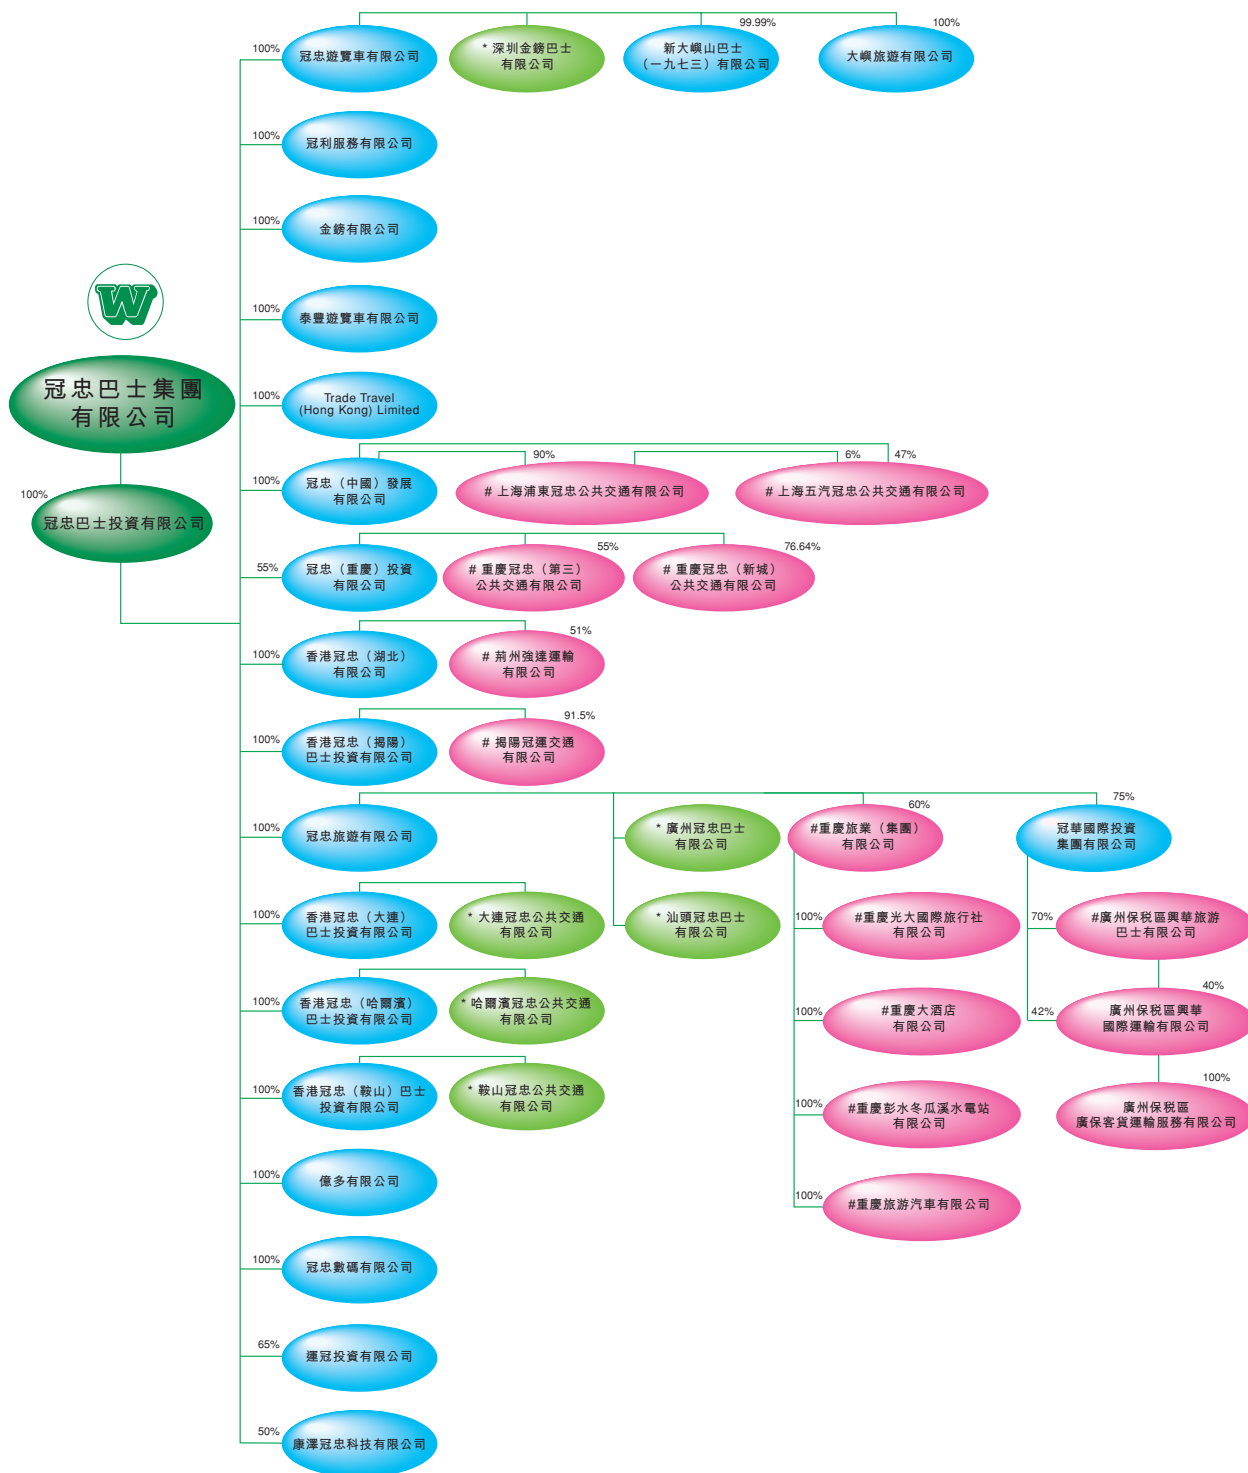 99.99%
100%
100%
冠忠遊覽車有限公司
* 深圳金鎊巴士
有限公司
新大嶼山巴士
（一九七三）有限公司
大嶼旅遊有限公司
100%
冠利服務有限公司
100%
金鎊有限公司
W
100%
泰豐遊覽車有限公司
冠忠巴士集團
有限公司
100%
Trade Travel
(Hong Kong) Limited
100%
冠忠巴士投資有限公司
100%
冠忠（中國）發展
有限公司
90%
# 上海浦東冠忠公共交通有限公司
6%
47%
# 上海五汽冠忠公共交通有限公司
55%
冠忠（重慶）投資
有限公司
55%
# 重慶冠忠（第三）
公共交通有限公司
76.64%
# 重慶冠忠（新城）
公共交通有限公司
100%
香港冠忠（湖北）
有限公司
51%
# 荊州強達運輸
有限公司
100%
香港冠忠（揭陽）
巴士投資有限公司
91.5%
# 揭陽冠運交通
有限公司
100%
冠忠旅遊有限公司
* 廣州冠忠巴士
有限公司
60%
#重慶旅業（集團）
有限公司
75%
冠華國際投資
集團有限公司
100%
香港冠忠（大連）
巴士投資有限公司
* 大連冠忠公共交通
有限公司
* 汕頭冠忠巴士
有限公司
100%
#重慶光大國際旅行社
有限公司
70%
#廣州保税區興華旅游
巴士有限公司
100%
香港冠忠（哈爾濱）
巴士投資有限公司
* 哈爾濱冠忠公共交通
有限公司
100%
#重慶大酒店
有限公司
40%
42%
廣州保税區興華
國際運輸有限公司
100%
香港冠忠（鞍山）巴士
投資有限公司
* 鞍山冠忠公共交通
有限公司
100%
#重慶彭水冬瓜溪水電站
有限公司
100%
廣州保税區
廣保客貨運輸服務有限公司
100%
億多有限公司
100%
#重慶旅游汽車有限公司
100%
冠忠數碼有限公司
65%
運冠投資有限公司
50%
康澤冠忠科技有限公司